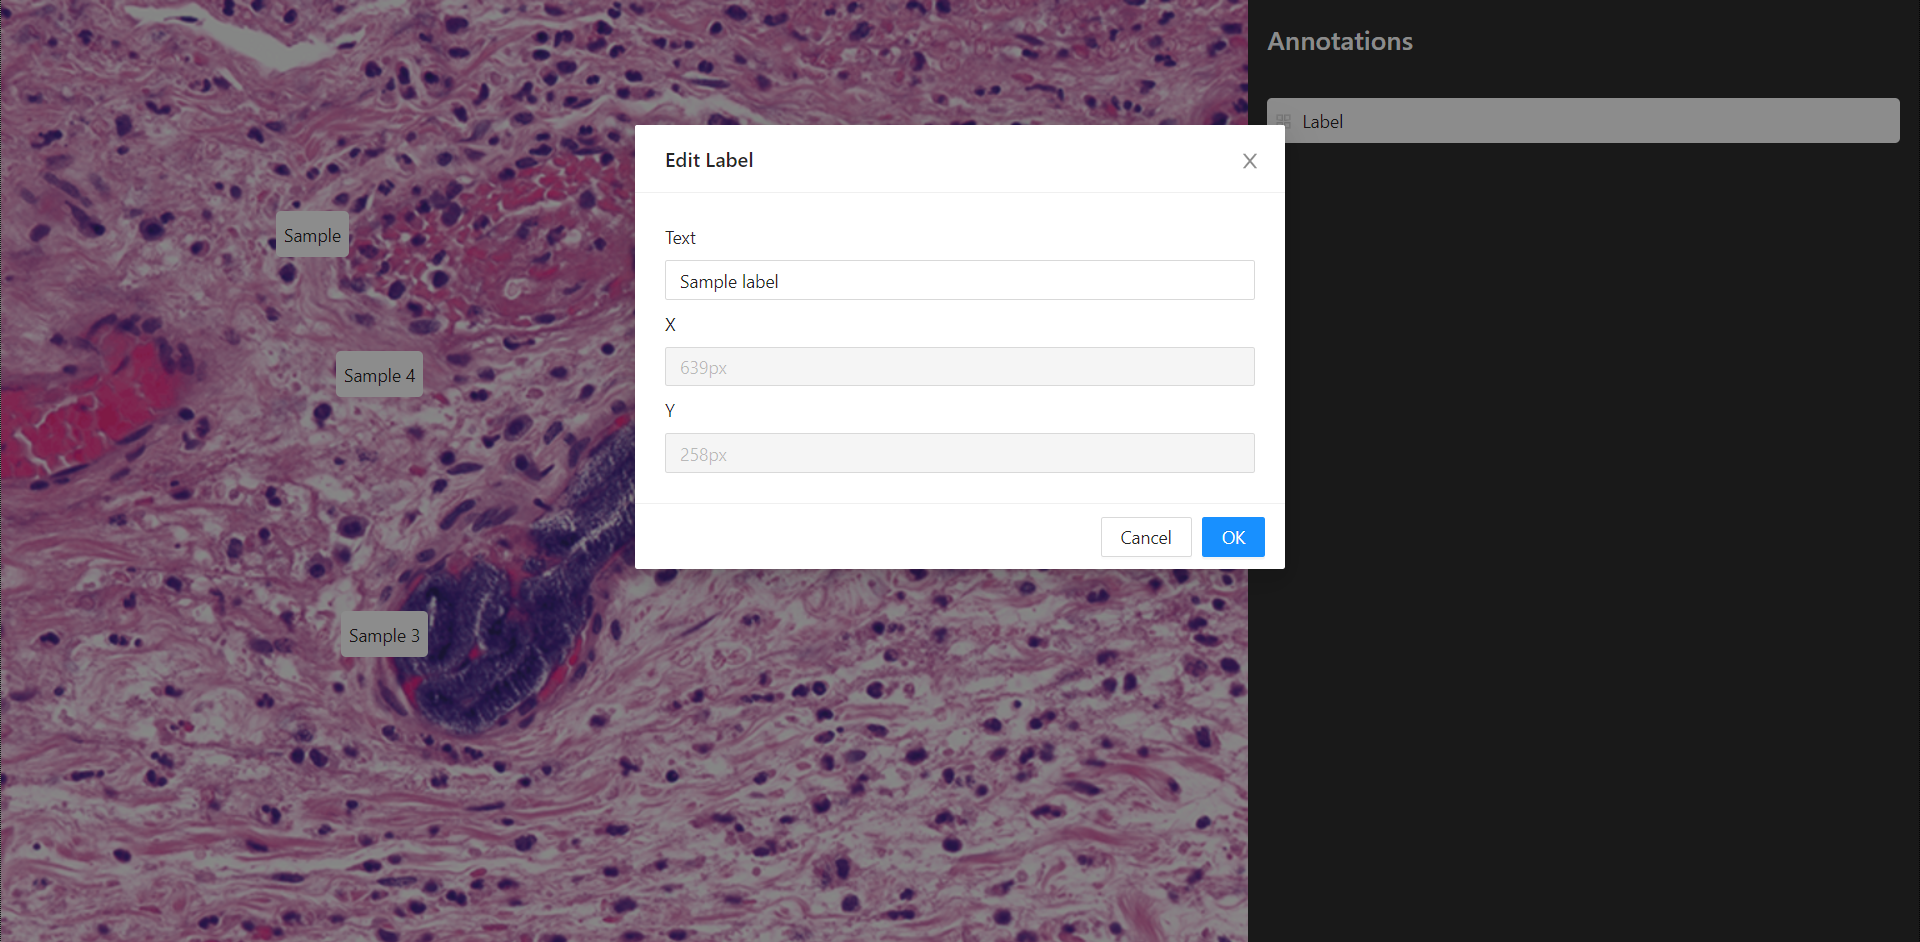 Annotations
Label
Edit Label
Text
Sample label
X
639px
Y
258px
Cancel
OK
Sample
Sample 4
Sample 3